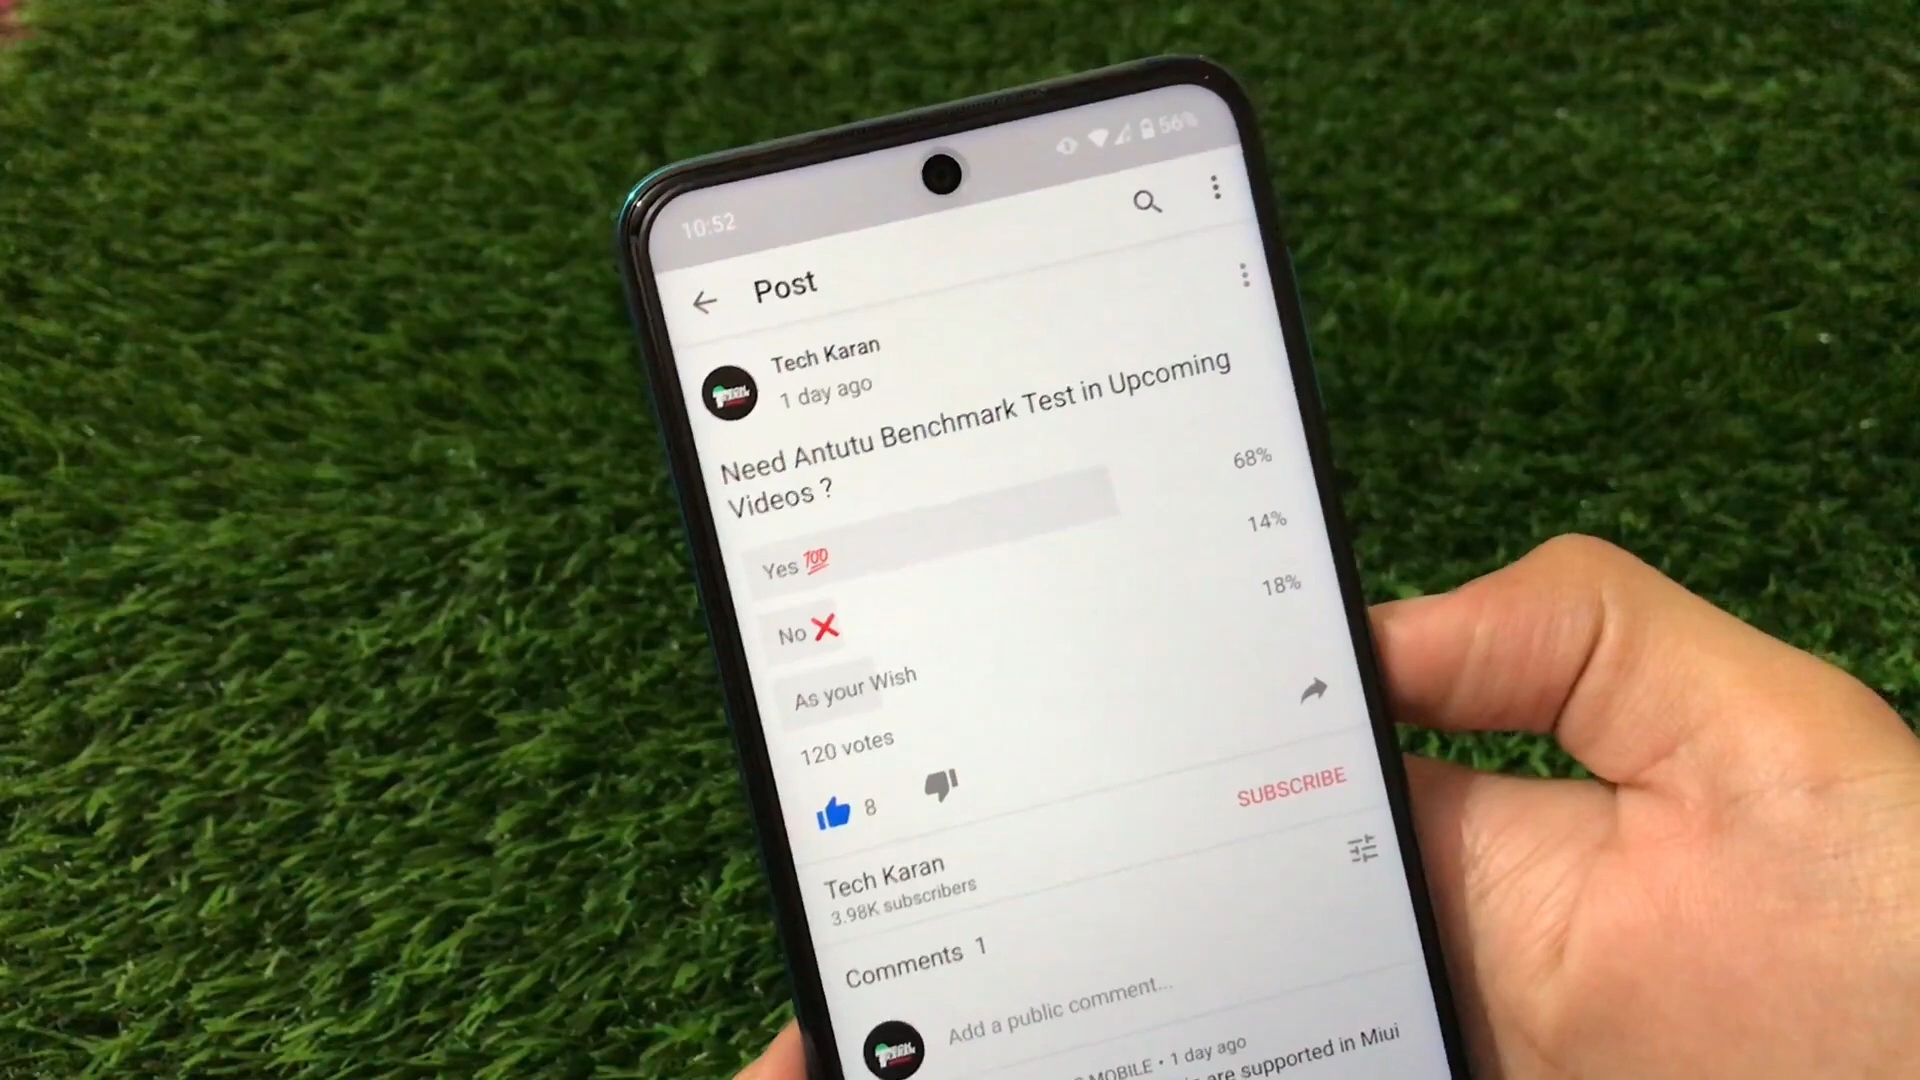 10:52
56%
Post
Tech Karan
1 day ago
Need Antutu Benchmark Test in Upcoming
Videos ?
Yes 💯 68%
No ❌ 14%
As your Wish 18%
120 votes
8
Tech Karan SUBSCRIBE
3.98K subscribers
Comments 1
Add a public comment...
MOBILE • 1 day ago
are supported in Miui